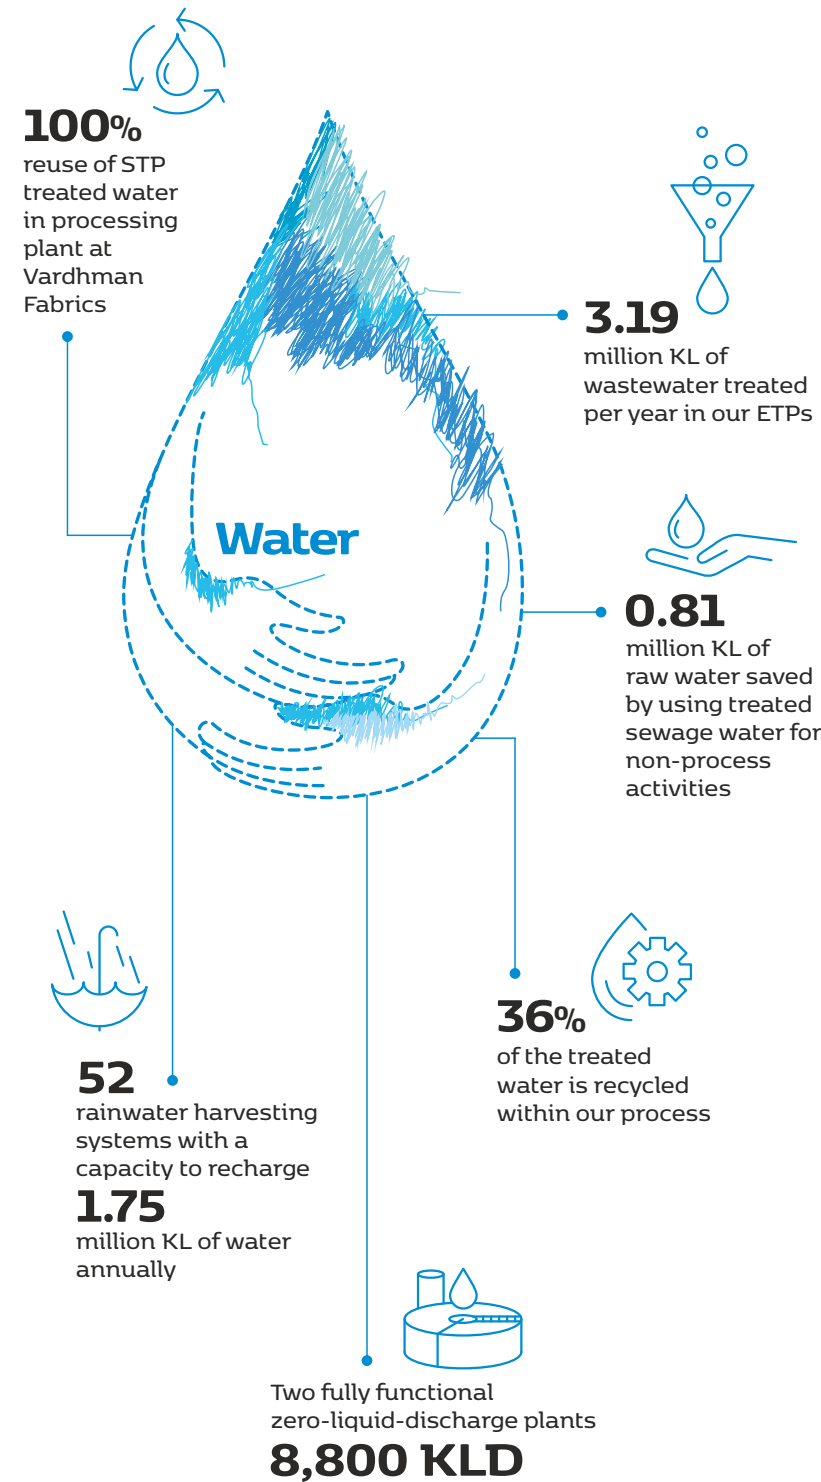 100%
reuse of STP
treated water
in processing
plant at
Vardhman
Fabrics
3.19
million KL of
wastewater treated
per year in our ETPs
Water
0.81
million KL of
raw water saved
by using treated
sewage water for
non-process
activities
36%
of the treated
water is recycled
within our process
52
rainwater harvesting
systems with a
capacity to recharge
1.75
million KL of water
annually
Two fully functional
zero-liquid-discharge plants
8,800 KLD